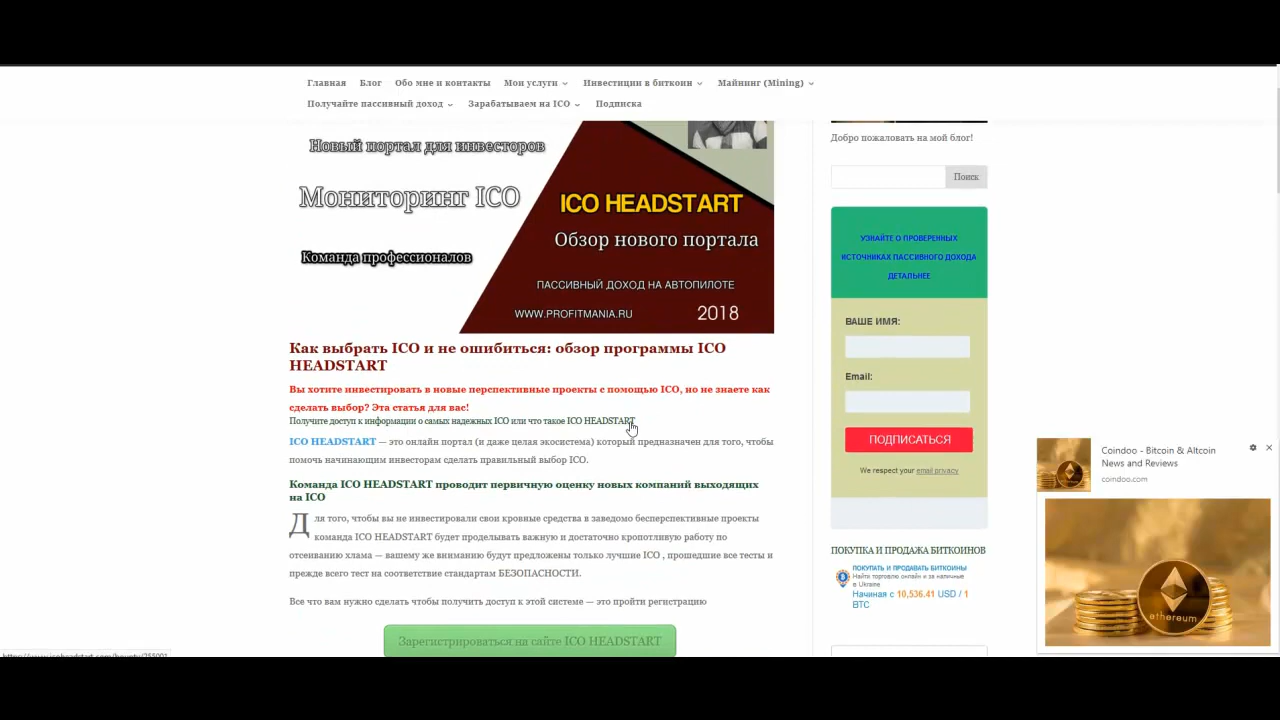 Главная Блог Обо мне и контакты Мои услуги Инвестиции в биткоин Майнинг (Mining)
Получайте пассивный доход Зарабатываем на ICO Подписка
Новый портал для инвесторов
Мониторинг ICO
Команда профессионалов
ICO HEADSTART
Обзор нового портала
ПАССИВНЫЙ ДОХОД НА АВТОПИЛОТЕ
WWW.PROFITMANIA.RU 2018
Как выбрать ICO и не ошибиться: обзор программы ICO
HEADSTART
Вы хотите инвестировать в новые перспективные проекты с помощью ICO, но не знаете как
сделать выбор? Эта статья для вас!
Получите доступ к информации о самых надежных ICO или что такое ICO HEADSTART
ICO HEADSTART — это онлайн портал (и даже целая экосистема) который предназначен для того, чтобы
помочь начинающим инвесторам сделать правильный выбор ICO.
Команда ICO HEADSTART проводит первичную оценку новых компаний выходящих
на ICO
Для того, чтобы вы не инвестировали свои кровные средства в заведомо бесперспективные проекты
команда ICO HEADSTART будет проделывать важную и достаточно кропотливую работу по
отсеиванию хлама — вашему же вниманию будут предложены только лучшие ICO , прошедшие все тесты и
прежде всего тест на соответствие стандартам БЕЗОПАСНОСТИ.
Все что вам нужно сделать чтобы получить доступ к этой системе — это пройти регистрацию
Зарегистрироваться на сайте ICO HEADSTART
Добро пожаловать на мой блог!
Поиск
УЗНАЙТЕ О ПРОВЕРЕННЫХ
ИСТОЧНИКАХ ПАССИВНОГО ДОХОДА
ДЕТАЛЬНЕЕ
ВАШЕ ИМЯ:
Email:
ПОДПИСАТЬСЯ
We respect your email privacy
ПОКУПКА И ПРОДАЖА БИТКОИНОВ
ПОКУПАТЬ И ПРОДАВАТЬ БИТКОИНЫ
Найти торговлю онлайн и за наличные
в Ukraine
Начиная с 10,536.41 USD / 1
BTC
Coindoo - Bitcoin & Altcoin
News and Reviews
coindoo.com
ethereum